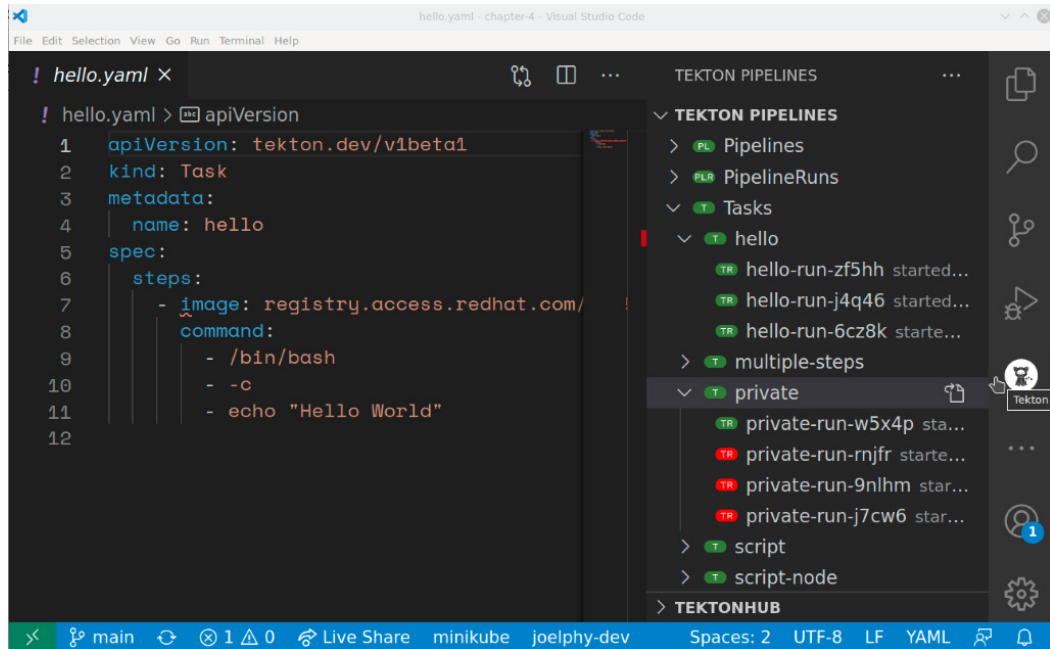 hello.yaml - chapter-4 - Visual Studio Code
File Edit Selection View Go Run Terminal Help
! hello.yaml ×
TEKTON PIPELINES ...
! hello.yaml > abc apiVersion
1 apiVersion: tekton.dev/v1beta1
2 kind: Task
3 metadata:
4 name: hello
5 spec:
6 steps:
7 - image: registry.access.redhat.com/
8 command:
9 - /bin/bash
10 - -c
11 - echo "Hello World"
12
TEKTON PIPELINES
PL Pipelines
PLR PipelineRuns
T Tasks
T hello
TR hello-run-zf5hh started...
TR hello-run-j4q46 started...
TR hello-run-6cz8k starte...
T multiple-steps
T private
TR private-run-w5x4p sta...
TR private-run-rnjfr starte...
TR private-run-9nlhm star...
TR private-run-j7cw6 star...
T script
T script-node
TEKTONHUB
Tekton
1
main 1 0 Live Share minikube joelphy-dev Spaces: 2 UTF-8 LF YAML